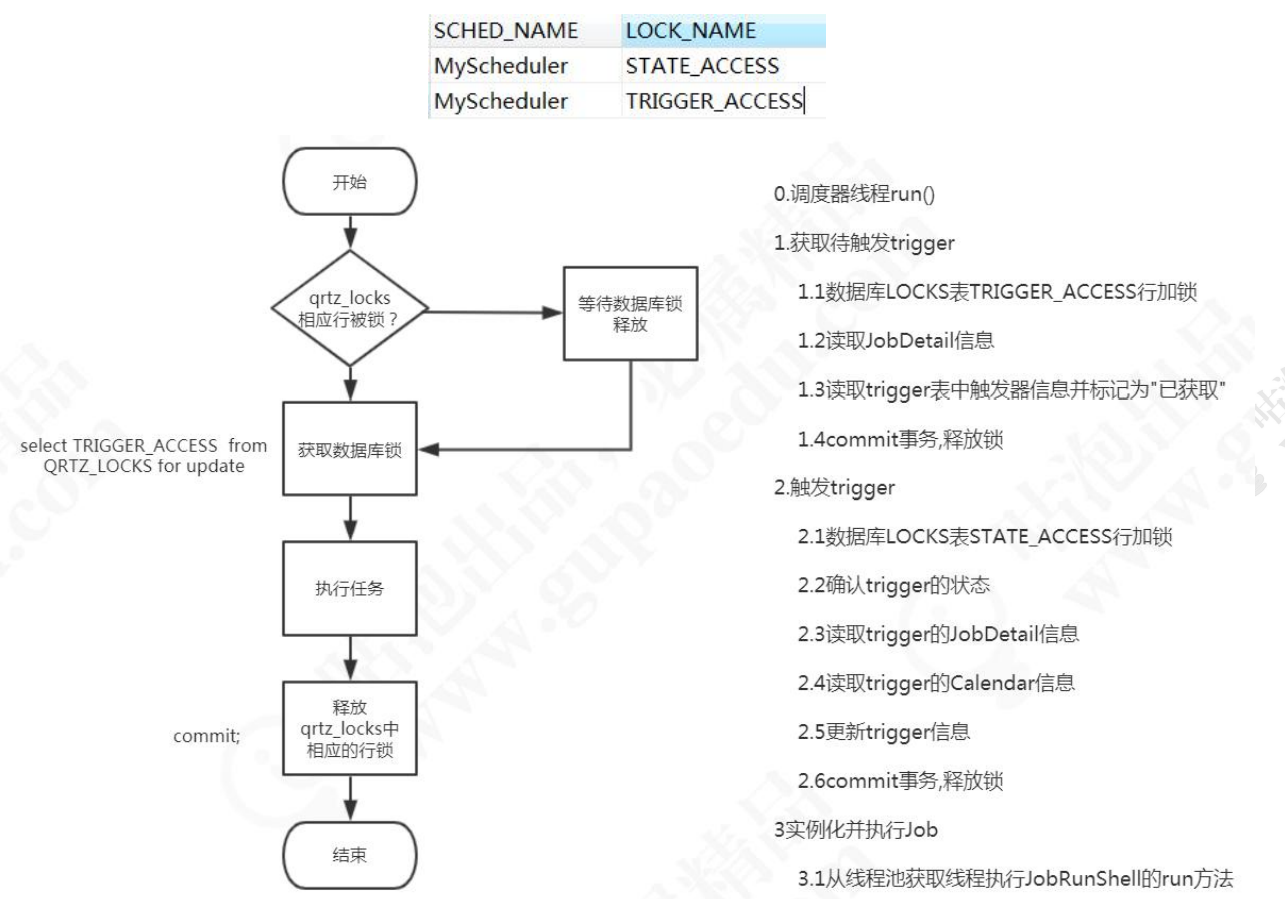 SCHED_NAME LOCK_NAME
MyScheduler STATE_ACCESS
MyScheduler TRIGGER_ACCESS
开始
qrtz_locks
相应行被锁？
等待数据库锁
释放
select TRIGGER_ACCESS from
QRTZ_LOCKS for update
获取数据库锁
执行任务
commit;
释放
qrtz_locks中
相应的行锁
结束
0.调度器线程run()
1.获取待触发trigger
1.1数据库LOCKS表TRIGGER_ACCESS行加锁
1.2读取JobDetail信息
1.3读取trigger表中触发器信息并标记为"已获取"
1.4commit事务,释放锁
2.触发trigger
2.1数据库LOCKS表STATE_ACCESS行加锁
2.2确认trigger的状态
2.3读取trigger的JobDetail信息
2.4读取trigger的Calendar信息
2.5更新trigger信息
2.6commit事务,释放锁
3实例化并执行Job
3.1从线程池获取线程执行JobRunShell的run方法